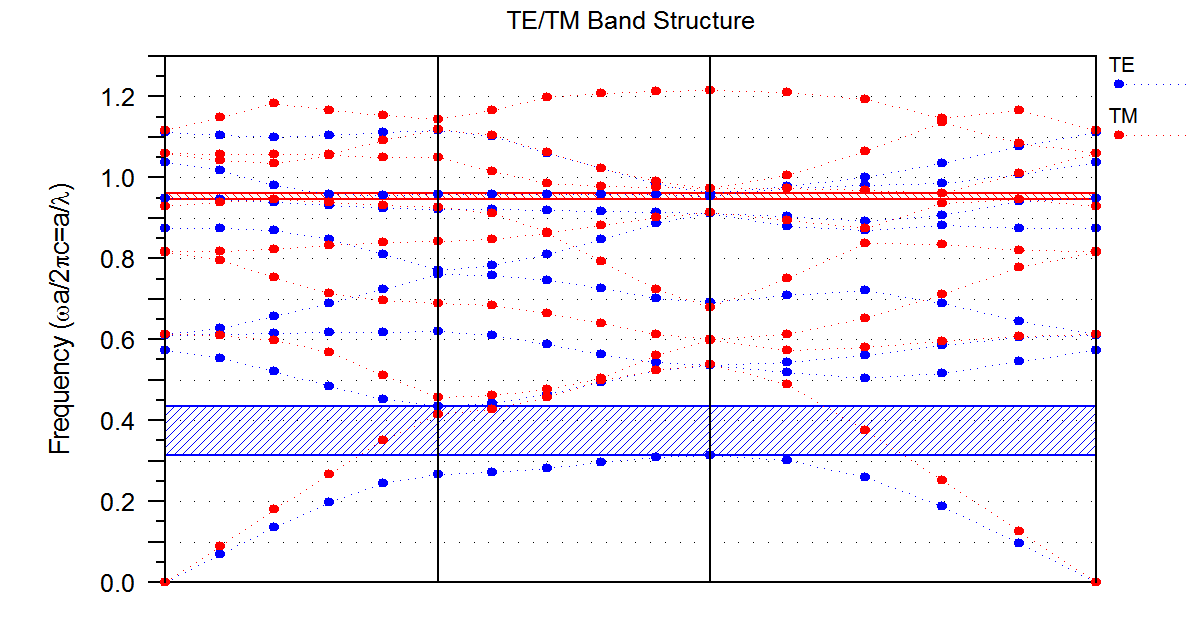 TE/TM Band Structure
TE
TM
Frequency (ωa/2πc=a/λ)
1.2
1.0
0.8
0.6
0.4
0.2
0.0